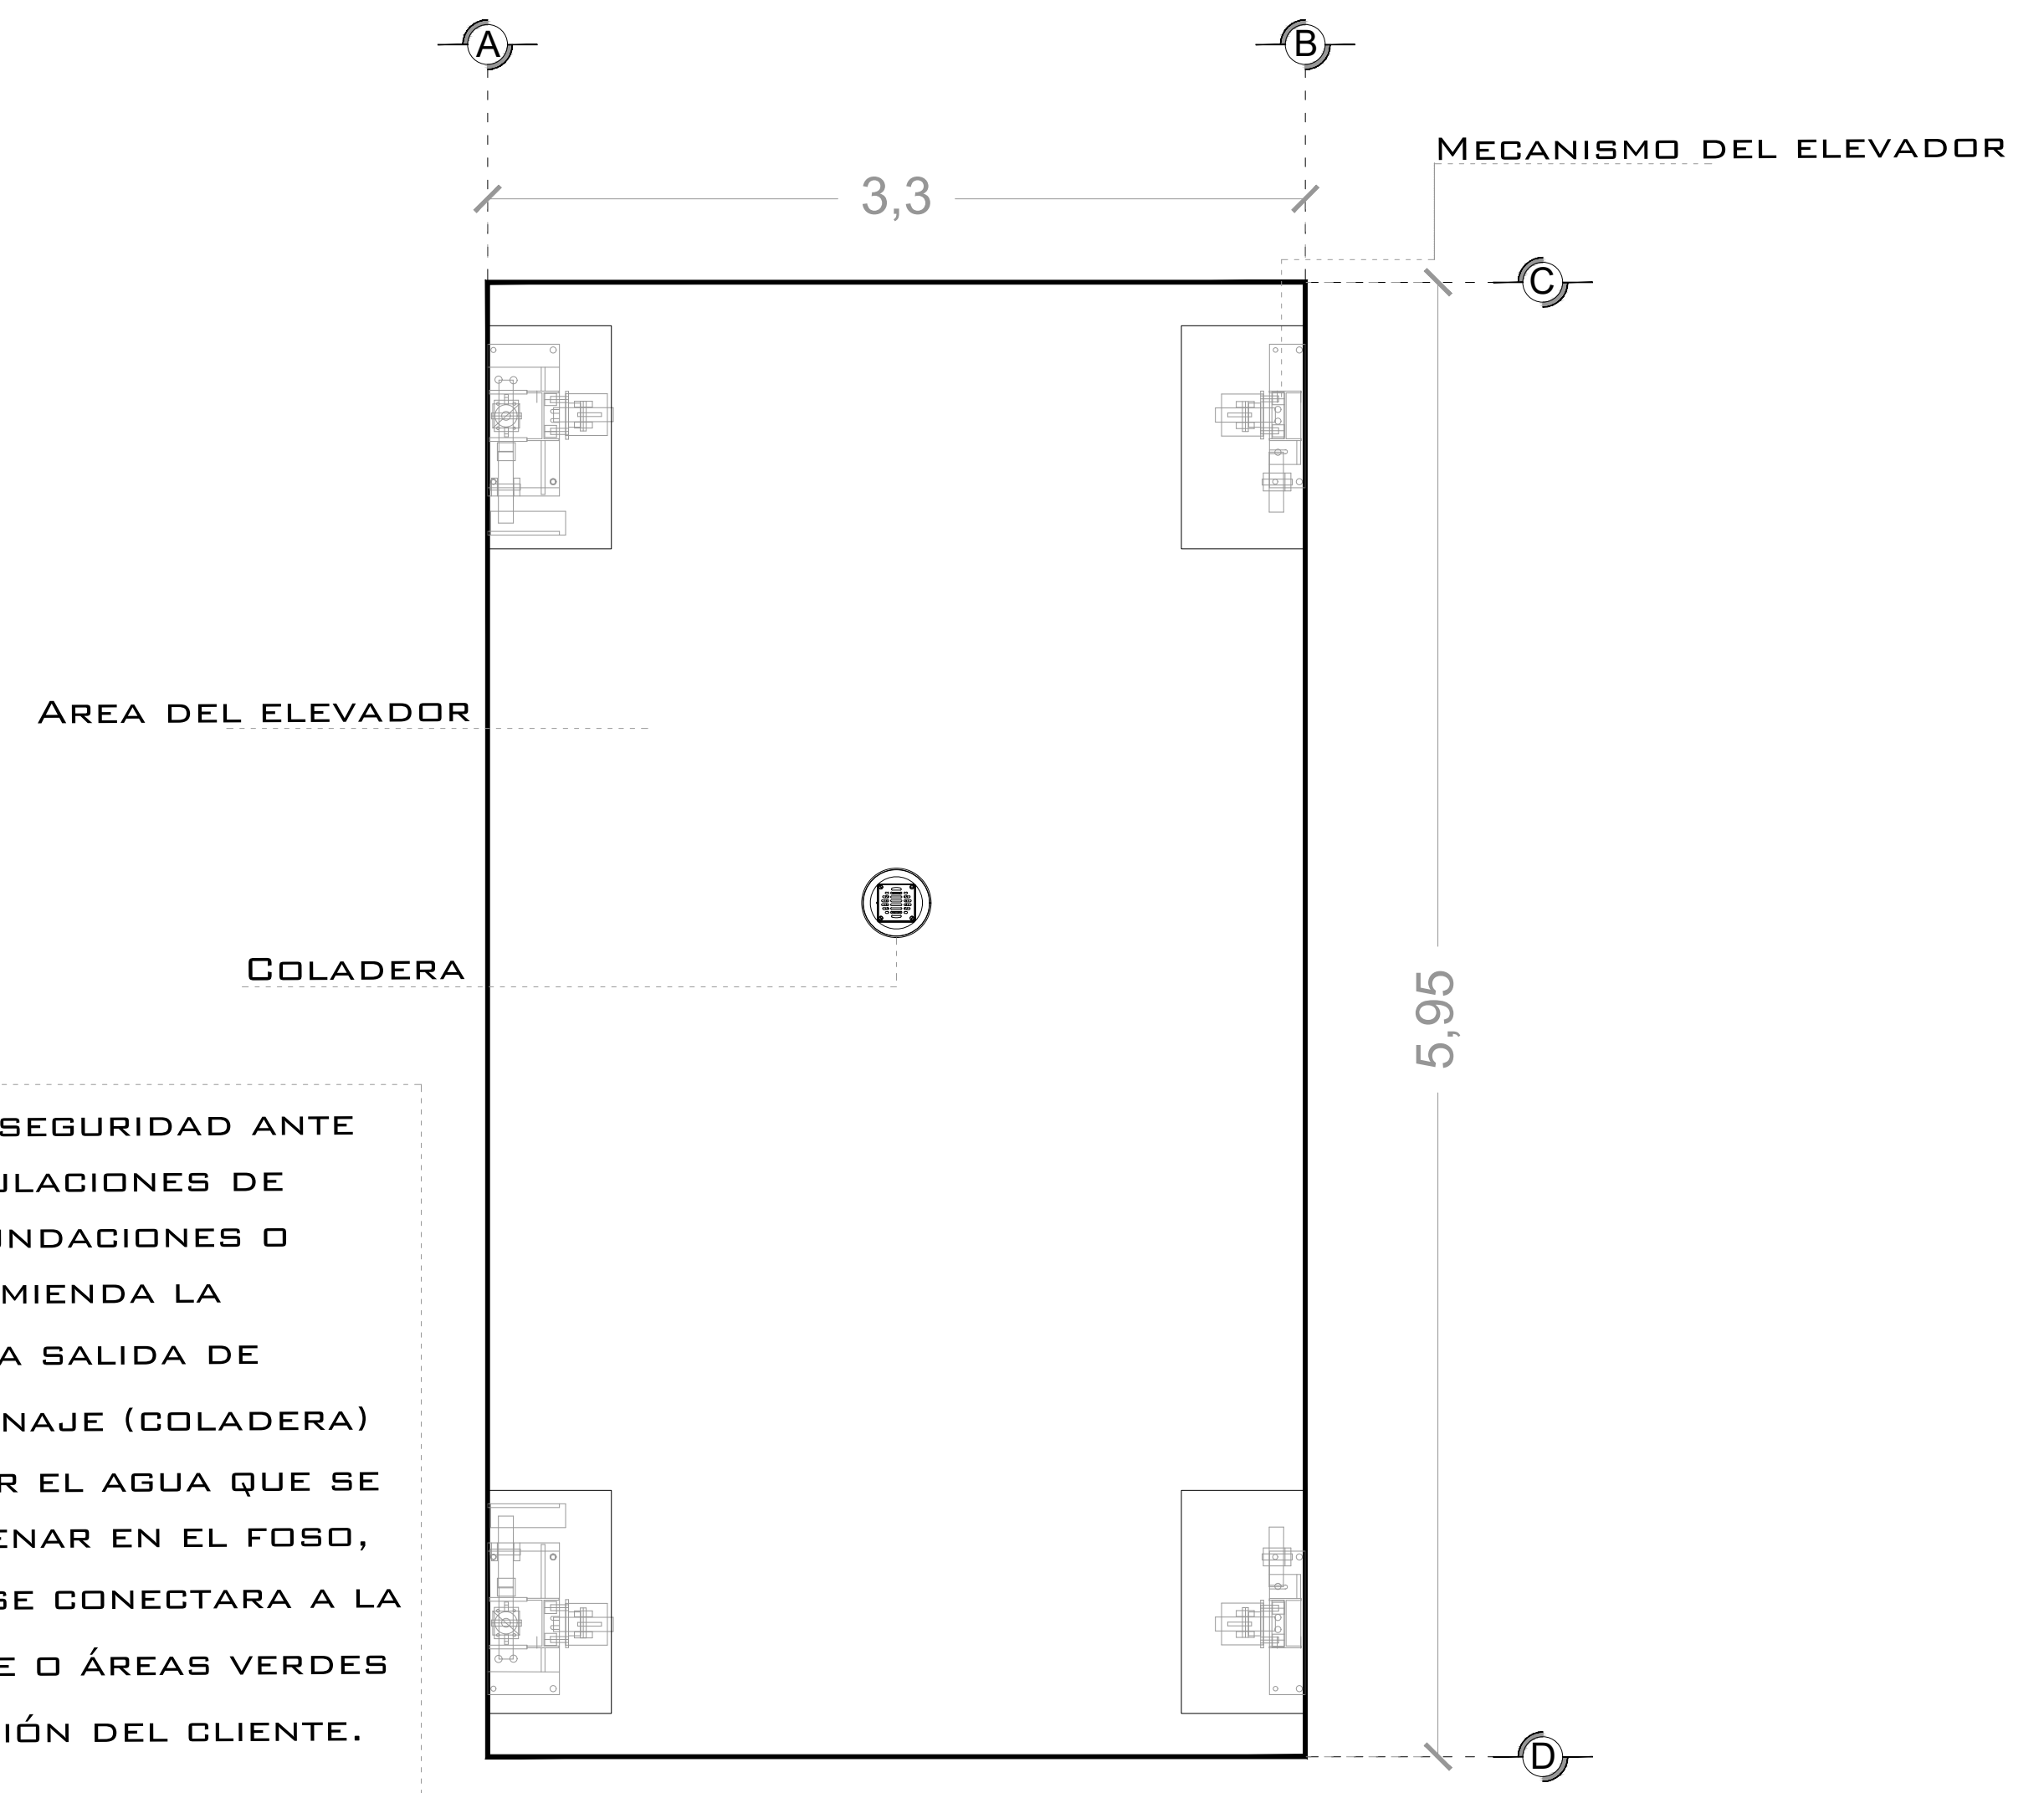 A
B
MECANISMO DEL ELEVADOR
3,3
C
AREA DEL ELEVADOR
COLADERA
5,95
SEGURIDAD ANTE
ULACIONES DE
UNDACIONES O
MIENDA LA
A SALIDA DE
NAJE (COLADERA)
R EL AGUA QUE SE
ENAR EN EL FOSO,
SE CONECTARA A LA
E O ÁREAS VERDES
IÓN DEL CLIENTE.
D